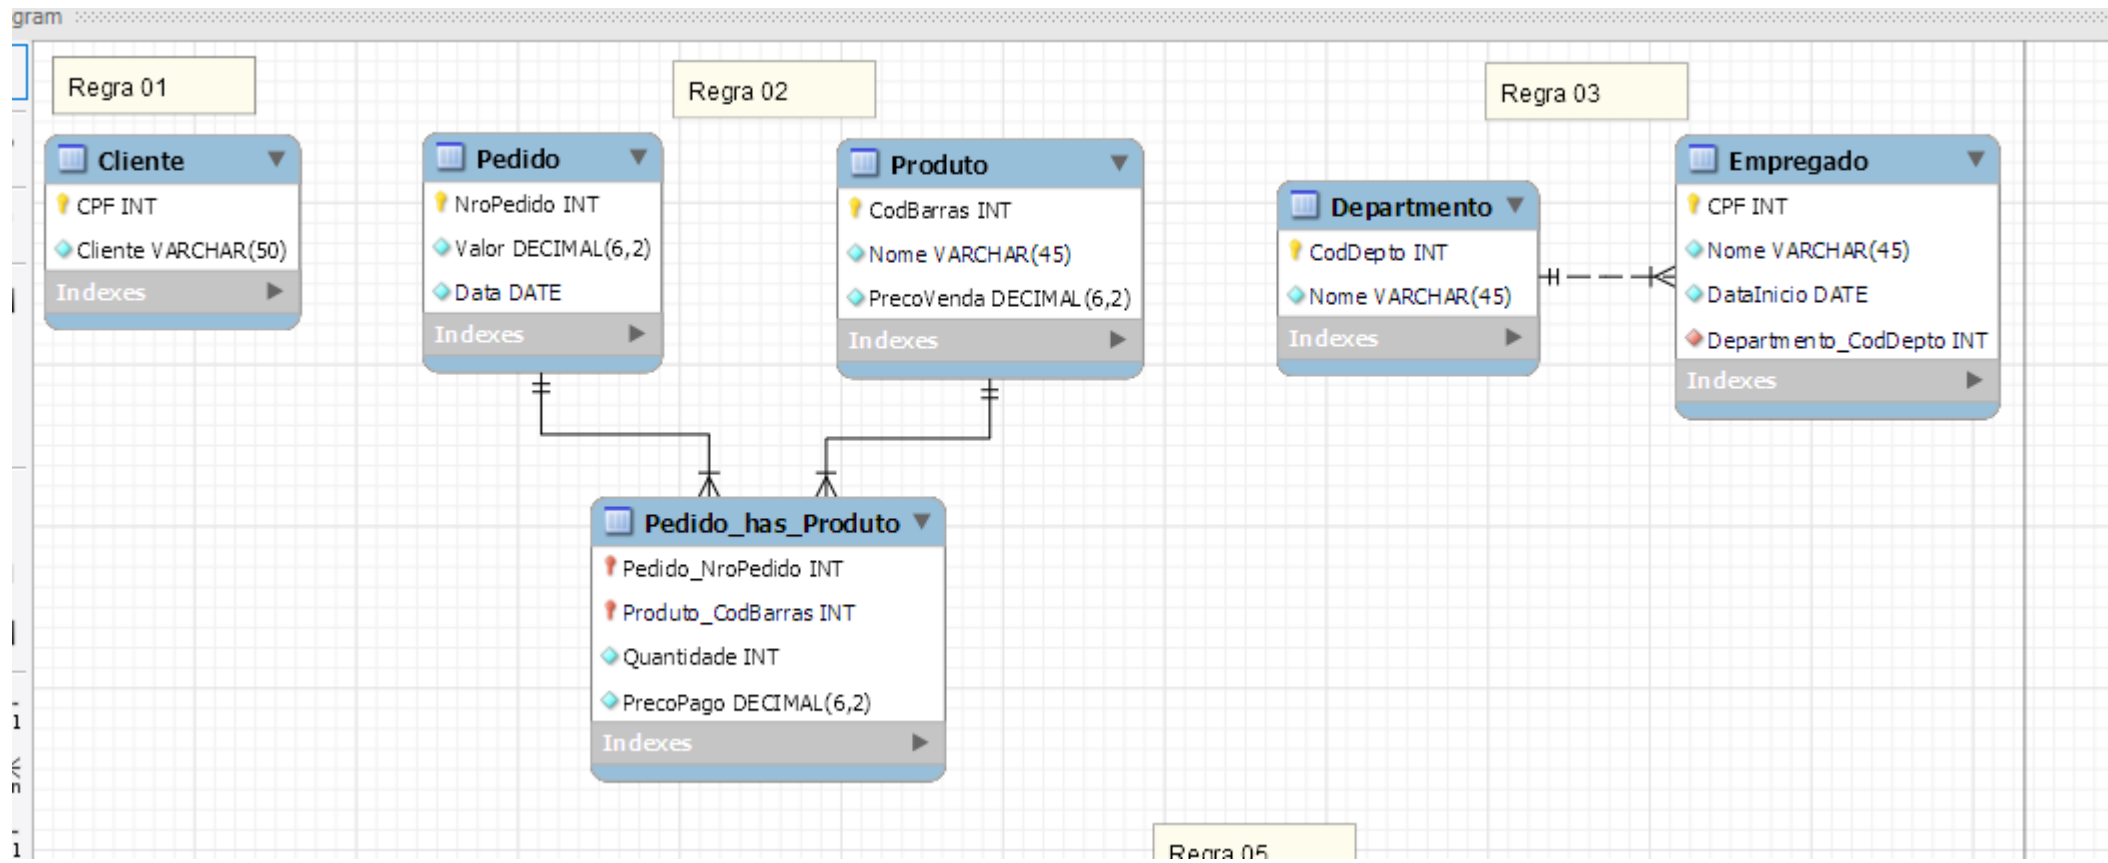 gram
Regra 01
Regra 02
Regra 03
Cliente
CPF INT
Cliente VARCHAR(50)
Indexes
Pedido
NroPedido INT
Valor DECIMAL(6,2)
Data DATE
Indexes
Produto
CodBarras INT
Nome VARCHAR(45)
PrecoVenda DECIMAL(6,2)
Indexes
Departmento
CodDepto INT
Nome VARCHAR(45)
Indexes
Empregado
CPF INT
Nome VARCHAR(45)
DataInicio DATE
Departmento_CodDepto INT
Indexes
Pedido_has_Produto
Pedido_NroPedido INT
Produto_CodBarras INT
Quantidade INT
PrecoPago DECIMAL(6,2)
Indexes
1
n
1
Regra 05